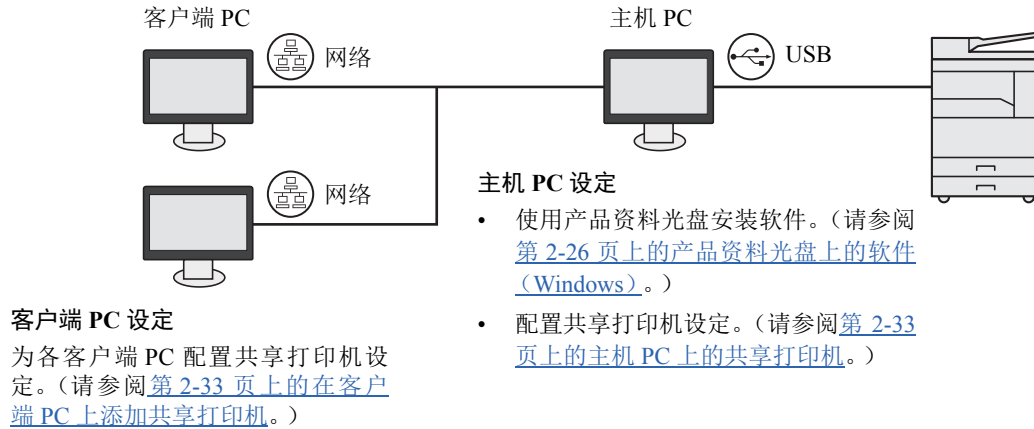 客户端 PC
主机 PC
网络
USB
网络
主机 PC 设定
• 使用产品资料光盘安装软件。（请参阅
第 2-26 页上的产品资料光盘上的软件
（Windows）。）
• 配置共享打印机设定。（请参阅第 2-33
页上的主机 PC 上的共享打印机。）
客户端 PC 设定
为各客户端 PC 配置共享打印机设
定。（请参阅第 2-33 页上的在客户
端 PC 上添加共享打印机。）